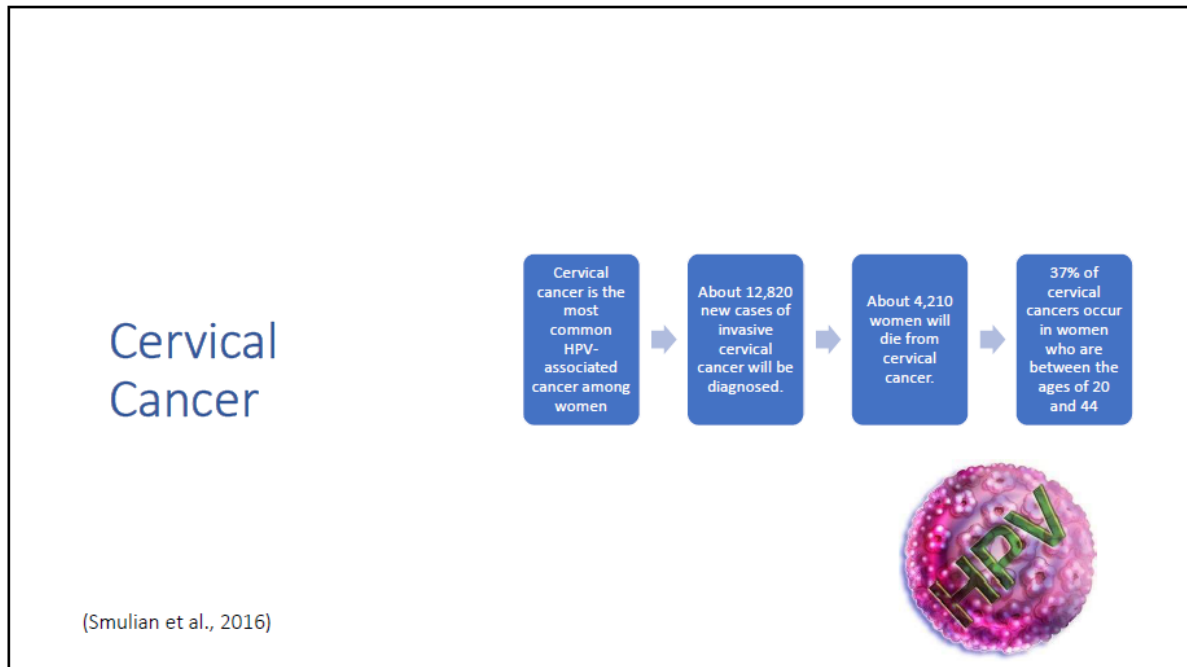 Cervical
Cancer
Cervical
cancer is the
most
common
HPV-
associated
cancer among
women
About 12,820
new cases of
invasive
cervical
cancer will be
diagnosed.
About 4,210
women will
die from
cervical
cancer.
37% of
cervical
cancers occur
in women
who are
between the
ages of 20
and 44
HPV
(Smulian et al., 2016)